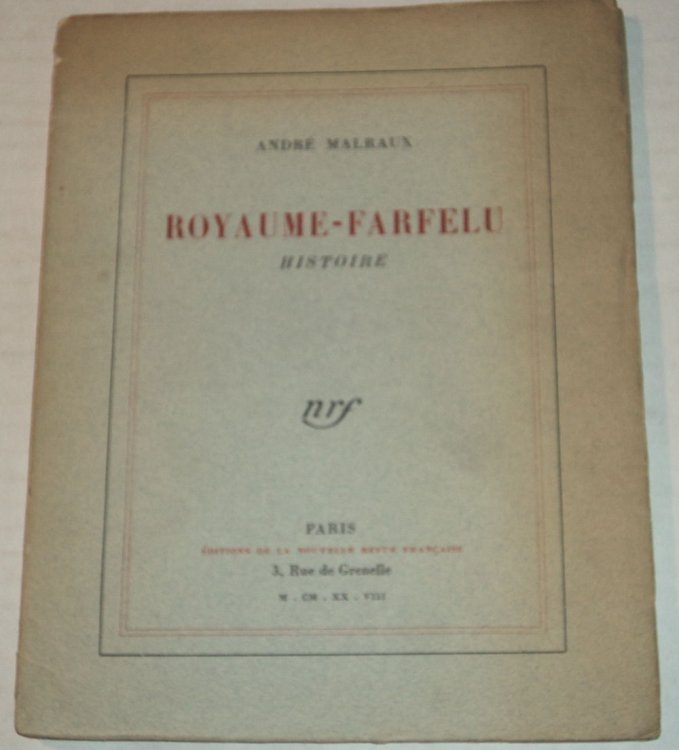 ANDRÉ MALRAUX
ROYAUME-FARFELU
HISTOIRE
nrf
PARIS
ÉDITIONS DE LA NOUVELLE REVUE FRANÇAISE
3, Rue de Grenelle
M . CM . XX . VIII